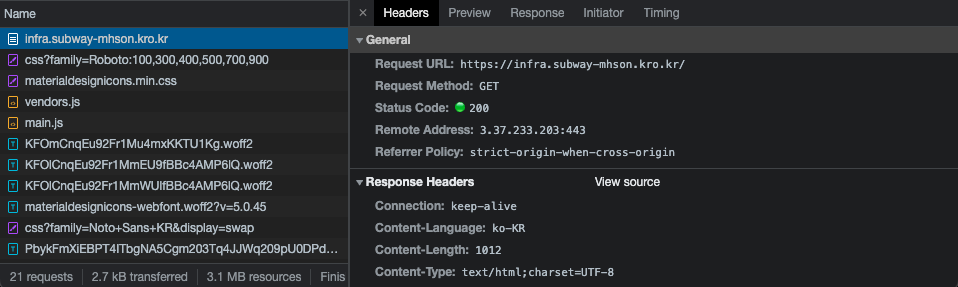 Name
infra.subway-mhson.kro.kr
css?family=Roboto:100,300,400,500,700,900
materialdesignicons.min.css
vendors.js
main.js
KFOmCnqEu92Fr1Mu4mxKKTU1Kg.woff2
KFOlCnqEu92Fr1MmEU9fBBc4AMP6lQ.woff2
KFOlCnqEu92Fr1MmWUlfBBc4AMP6lQ.woff2
materialdesignicons-webfont.woff2?v=5.0.45
css?family=Noto+Sans+KR&display=swap
PbykFmXiEBPT4ITbgNA5Cgm203Tq4JJWq209pU0DPd…
21 requests 2.7 kB transferred 3.1 MB resources Finis
× Headers Preview Response Initiator Timing
General
Request URL: https://infra.subway-mhson.kro.kr/
Request Method: GET
Status Code: 200
Remote Address: 3.37.233.203:443
Referrer Policy: strict-origin-when-cross-origin
Response Headers View source
Connection: keep-alive
Content-Language: ko-KR
Content-Length: 1012
Content-Type: text/html;charset=UTF-8